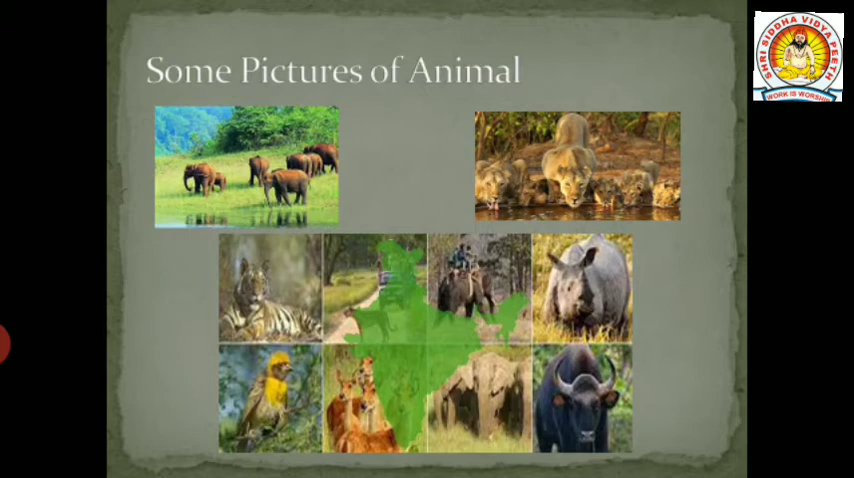 Some Pictures of Animal
SHRI SIDDHA VIDYA PEETH
WORK IS WORSHIP